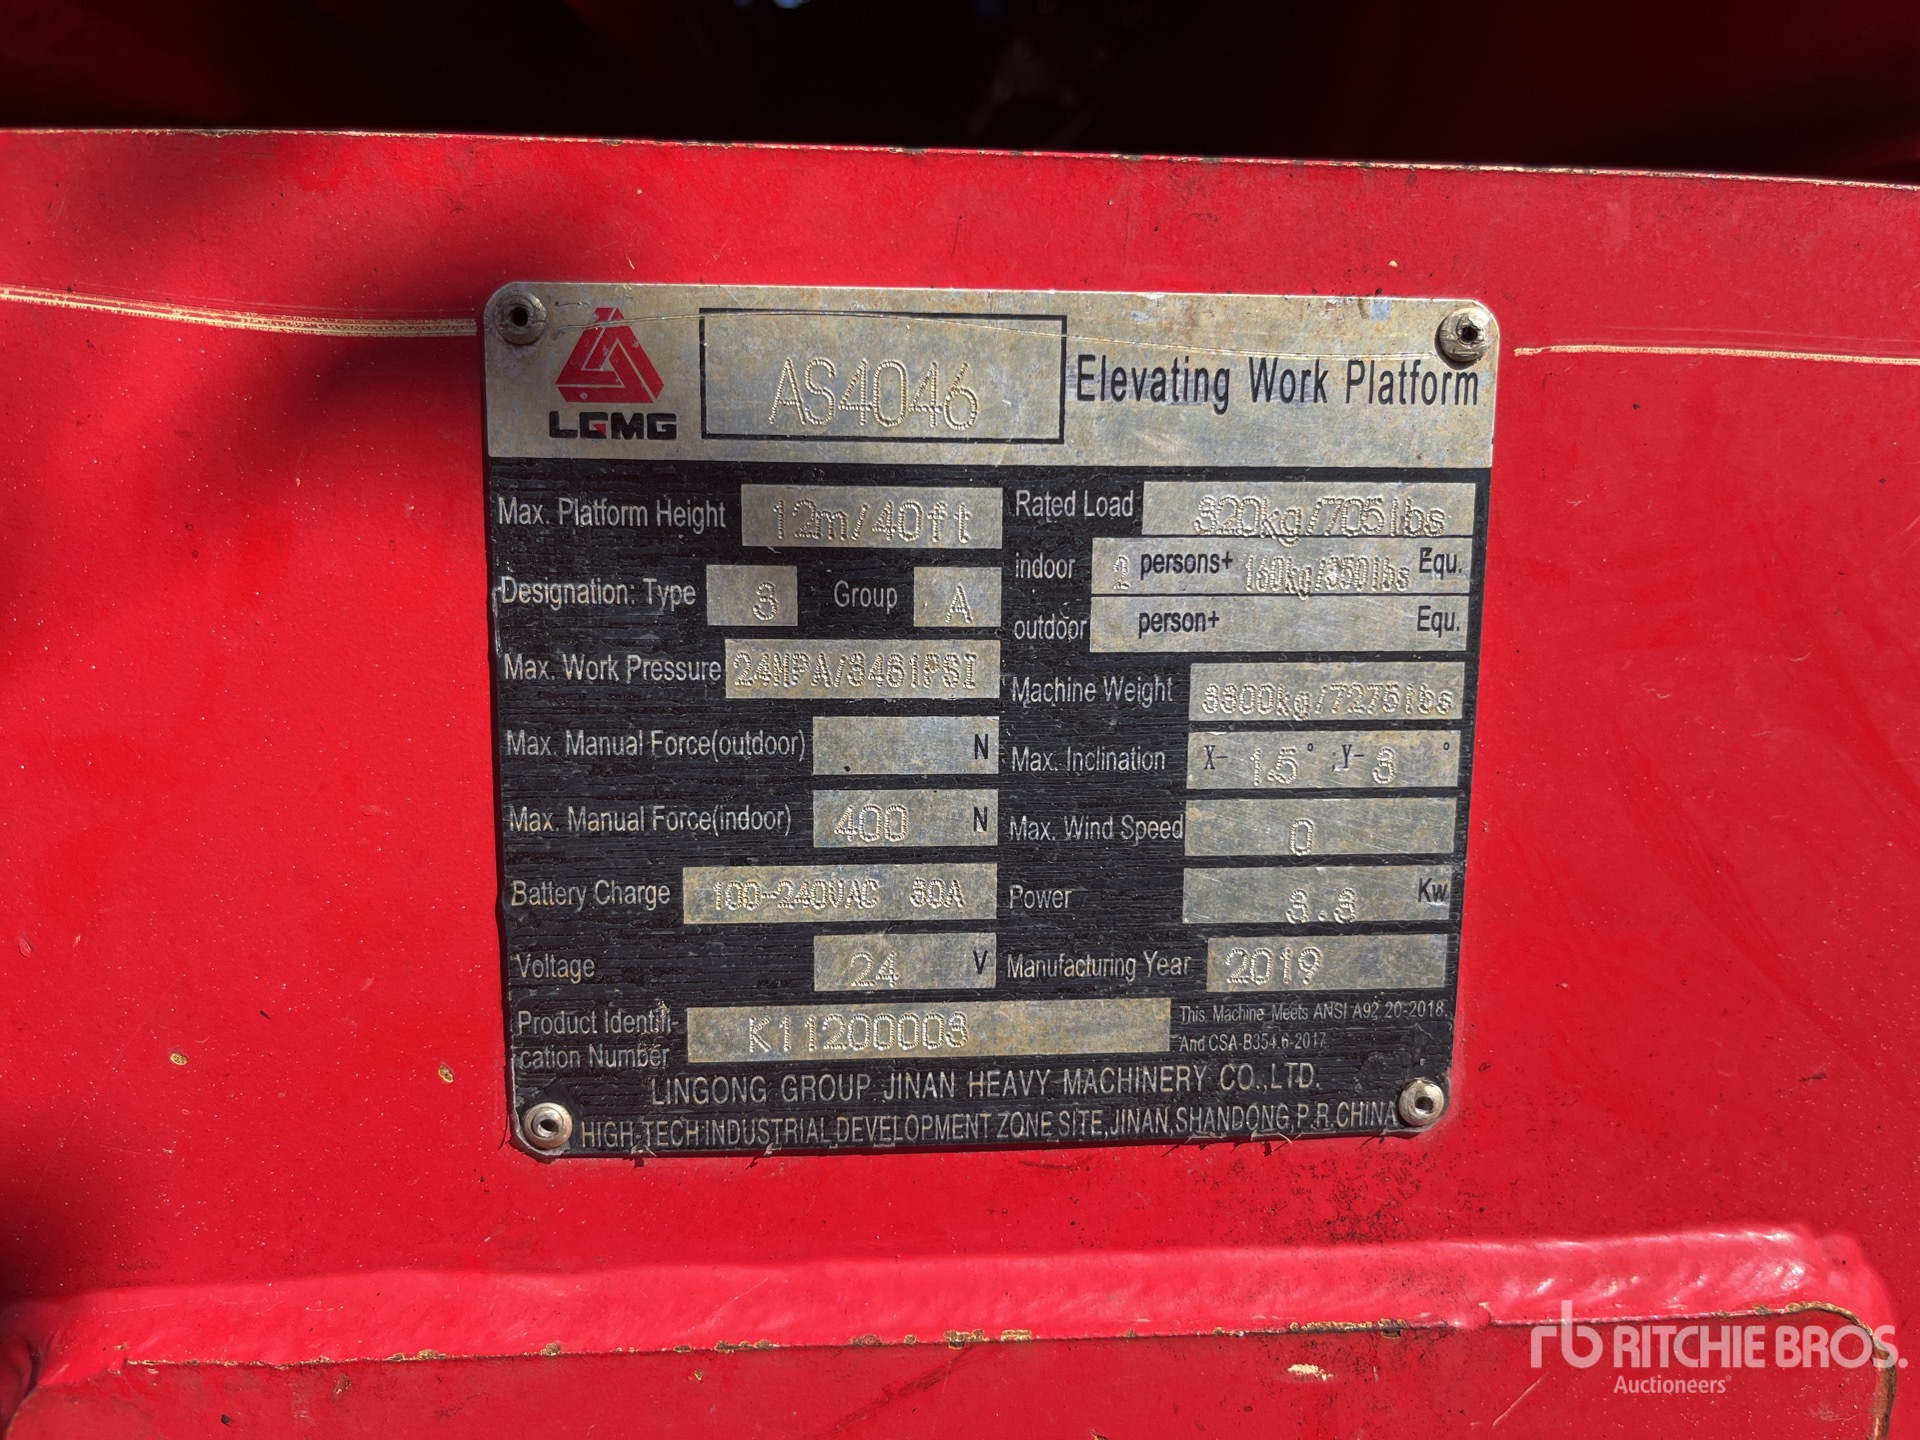 LGMG AS4046 Elevating Work Platform
Max. Platform Height 12m/40ft
Rated Load 320kg/705lbs
indoor 2 persons+ 160kg/350lbs Equ.
Designation: Type 3 Group A
outdoor person+ Equ.
Max. Work Pressure 24MPA/3481PSI
Machine Weight 3300kg/7275lbs
Max. Manual Force(outdoor) N
Max. Inclination X- 1.5° ;Y- 3 °
Max. Manual Force(indoor) 400 N
Max. Wind Speed 0
Battery Charge 100~240VAC 30A
Power 3.3 Kw
Voltage 24 V
Manufacturing Year 2019
Product Identifi-
cation Number K11200003
This Machine Meets ANSI A92.20-2018.
And CSA-B354.6-2017
LINGONG GROUP JINAN HEAVY MACHINERY CO.,LTD.
HIGH-TECH INDUSTRIAL DEVELOPMENT ZONE SITE,JINAN,SHANDONG,P.R.CHINA
rb RITCHIE BROS.
Auctioneers